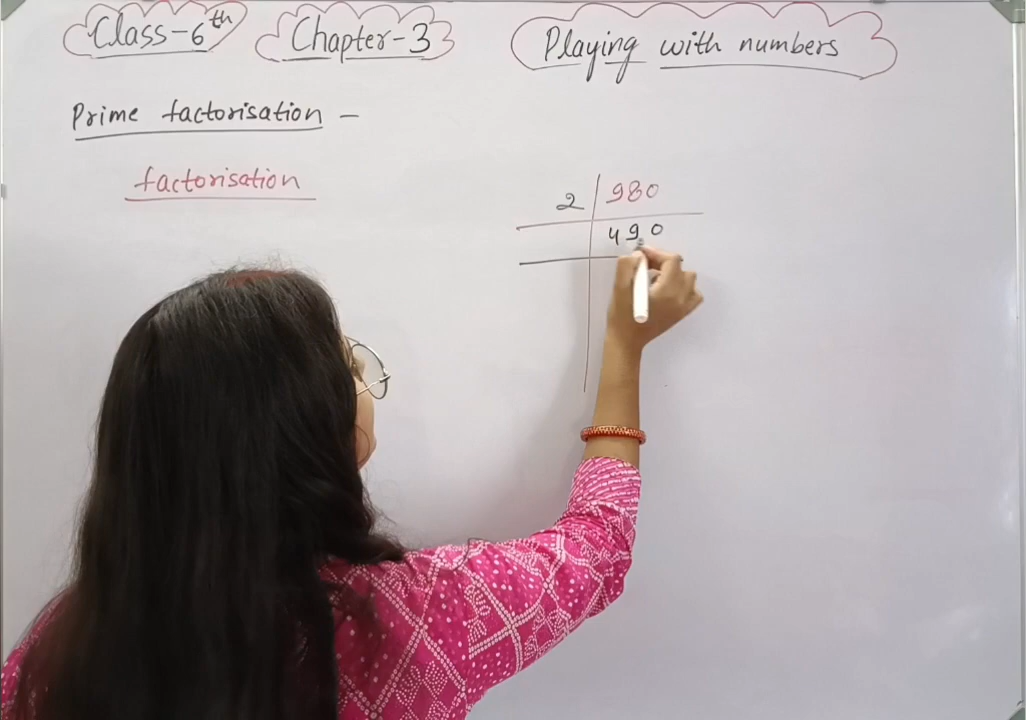 Class-6th Chapter-3 Playing with numbers
Prime factorisation -
factorisation
2 980
490